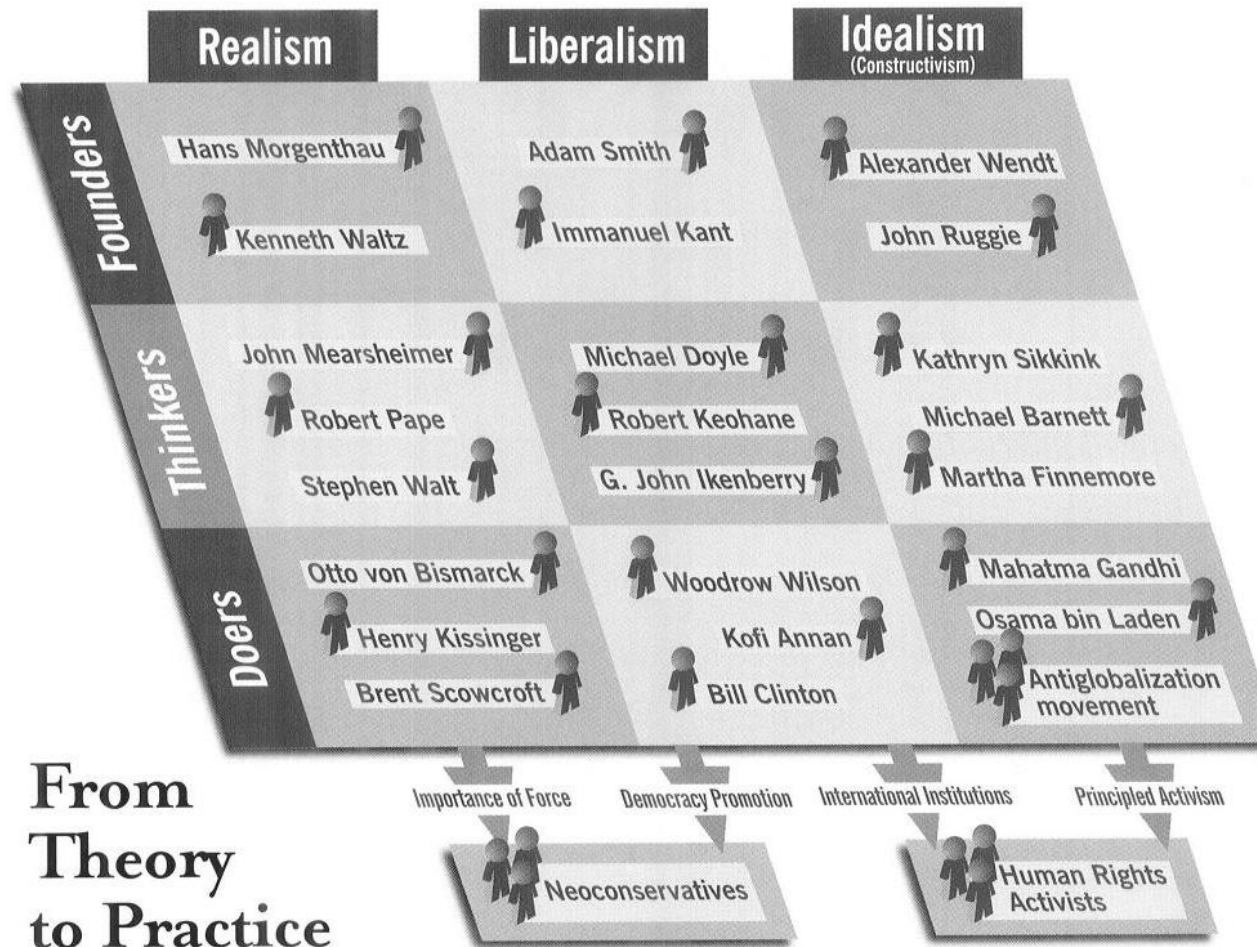 Realism
Liberalism
Idealism
(Constructivism)
Founders
Hans Morgenthau
Adam Smith
Alexander Wendt
Kenneth Waltz
Immanuel Kant
John Ruggie
Thinkers
John Mearsheimer
Michael Doyle
Kathryn Sikkink
Robert Pape
Robert Keohane
Michael Barnett
Stephen Walt
G. John Ikenberry
Martha Finnemore
Doers
Otto von Bismarck
Woodrow Wilson
Mahatma Gandhi
Henry Kissinger
Kofi Annan
Osama bin Laden
Brent Scowcroft
Bill Clinton
Antiglobalization
movement
From
Theory
to Practice
Importance of Force
Democracy Promotion
International Institutions
Principled Activism
Neoconservatives
Human Rights
Activists